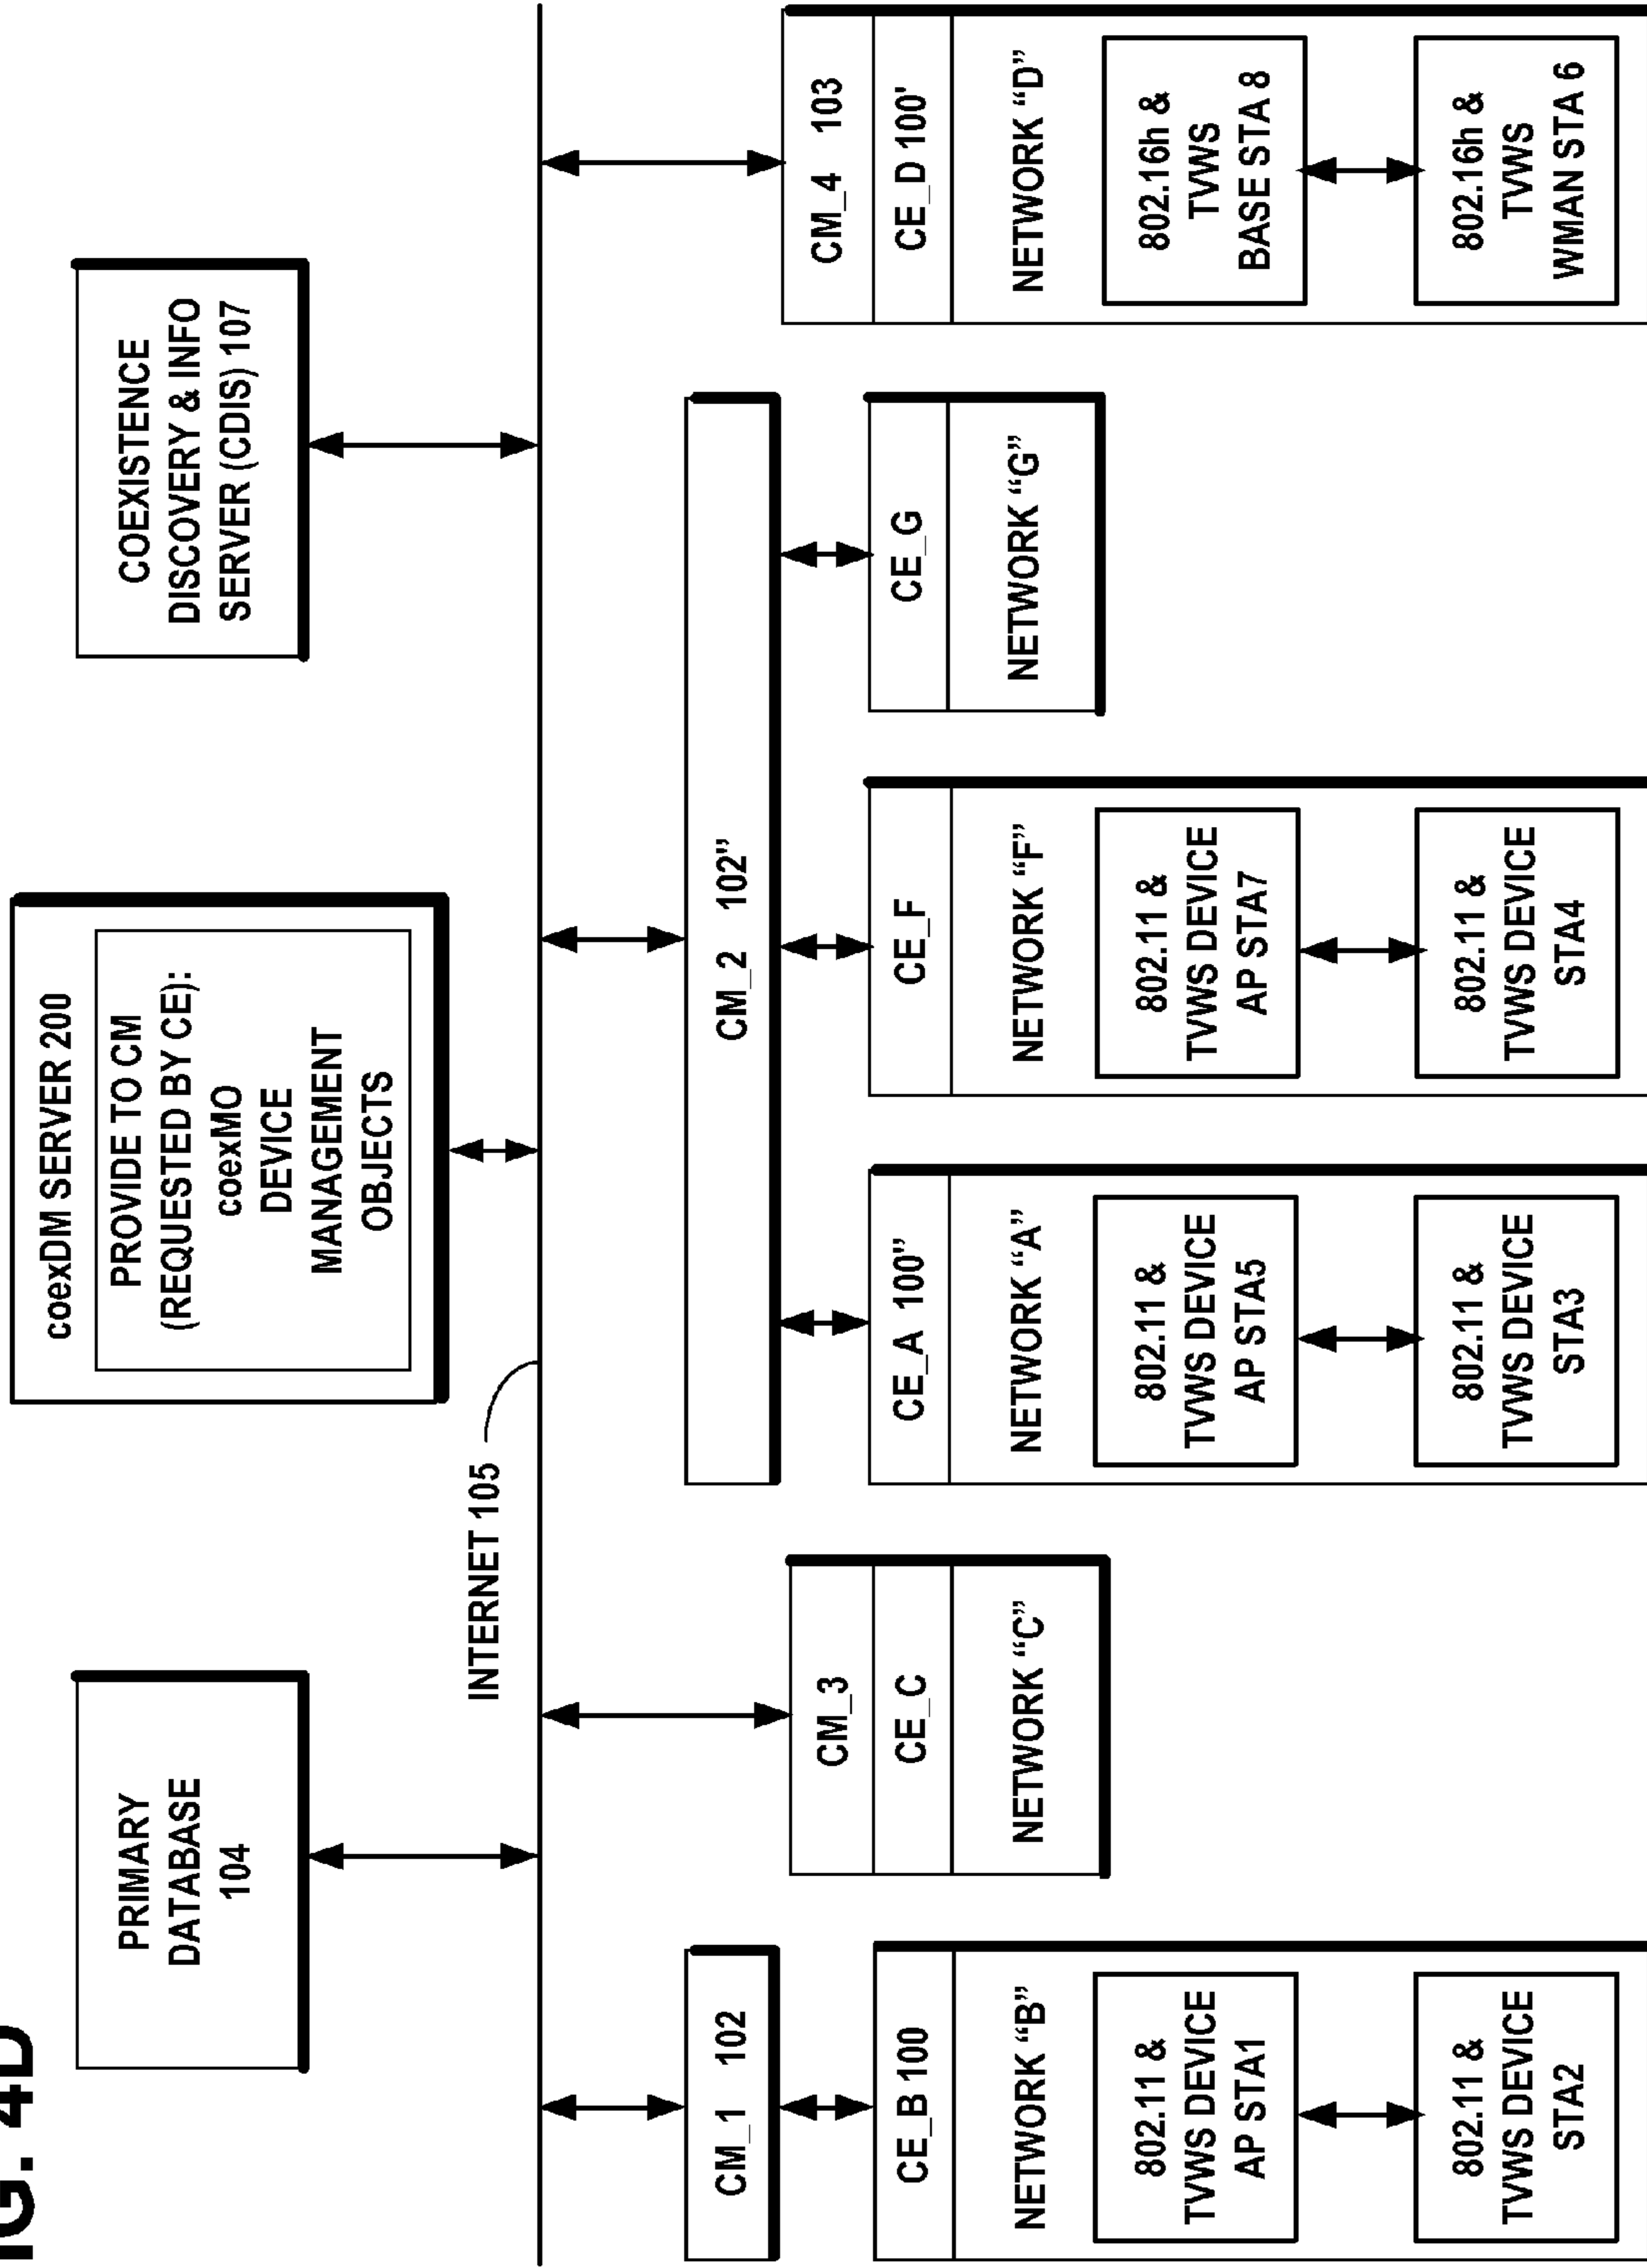 IG. 4D
PRIMARY
DATABASE
104
coexDM SERVER 200
PROVIDE TO CM
(REQUESTED BY CE):
coexMO
DEVICE
MANAGEMENT
OBJECTS
COEXISTENCE
DISCOVERY & INFO
SERVER (CDIS) 107
INTERNET 105
CM_1 102
CE_B 100
NETWORK “B”
802.11 &
TVWS DEVICE
AP STA1
802.11 &
TVWS DEVICE
STA2
CM_3
CE_C
NETWORK “C”
CM_2 102”
CE_A 100”
NETWORK “A”
802.11 &
TVWS DEVICE
AP STA5
802.11 &
TVWS DEVICE
STA3
CE_F
NETWORK “F”
802.11 &
TVWS DEVICE
AP STA7
802.11 &
TVWS DEVICE
STA4
CE_G
NETWORK “G”
CM_4 103
CE_D 100'
NETWORK “D”
802.16h &
TVWS
BASE STA 8
802.16h &
TVWS
WMAN STA 6